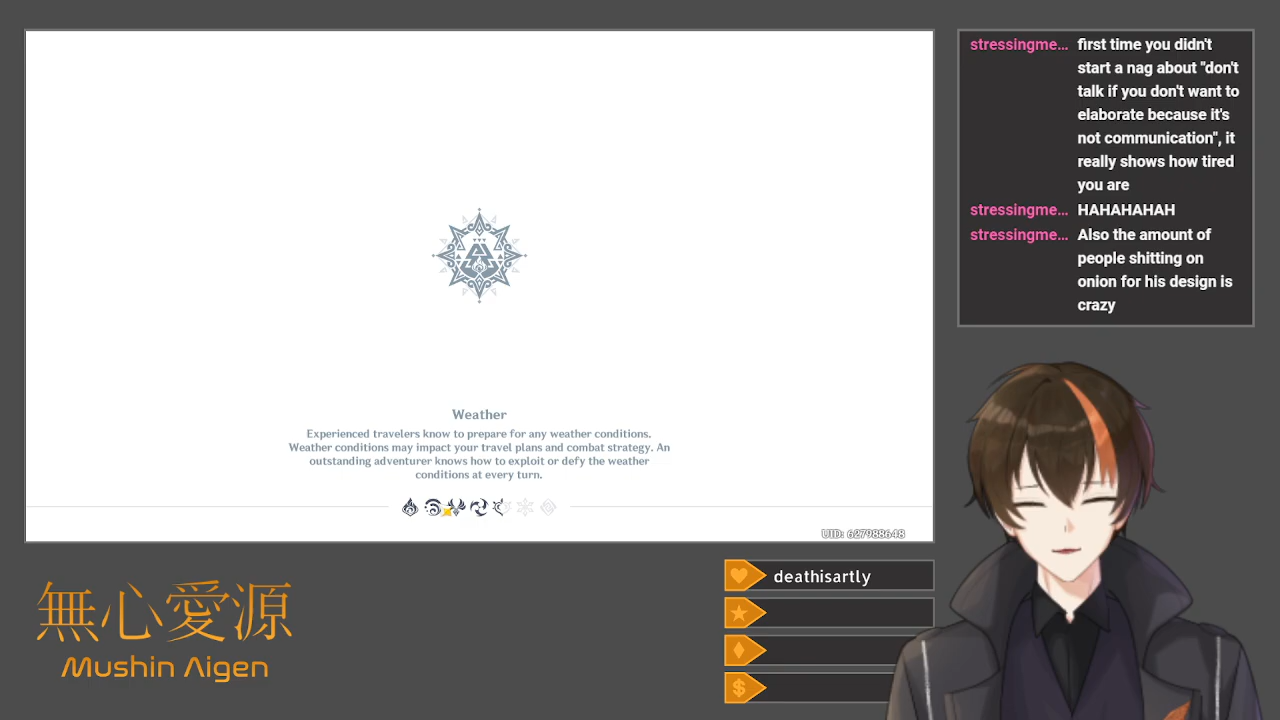 stressingme... first time you didn't
start a nag about "don't
talk if you don't want to
elaborate because it's
not communication", it
really shows how tired
you are
stressingme... HAHAHAHAH
stressingme... Also the amount of
people shitting on
onion for his design is
crazy
Weather
Experienced travelers know to prepare for any weather conditions.
Weather conditions may impact your travel plans and combat strategy. An
outstanding adventurer knows how to exploit or defy the weather
conditions at every turn.
UID: 627988648
deathisartly
$
無心愛源
Mushin Aigen